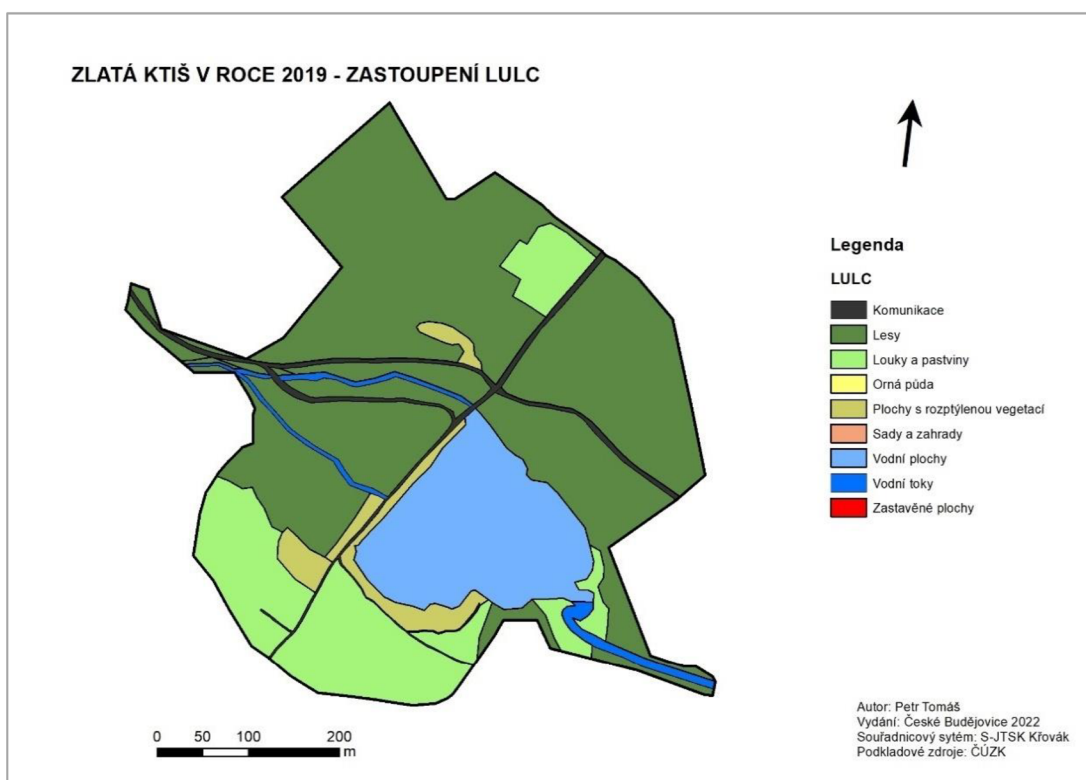 ZLATÁ KTIŠ V ROCE 2019 - ZASTOUPENÍ LULC
Legenda
LULC
Komunikace
Lesy
Louky a pastviny
Orná půda
Plochy s rozptýlenou vegetací
Sady a zahrady
Vodní plochy
Vodní toky
Zastavěné plochy
0 50 100 200
m
Autor: Petr Tomáš
Vydání: České Budějovice 2022
Souřadnicový sytém: S-JTSK Křovák
Podkladové zdroje: ČÚZK